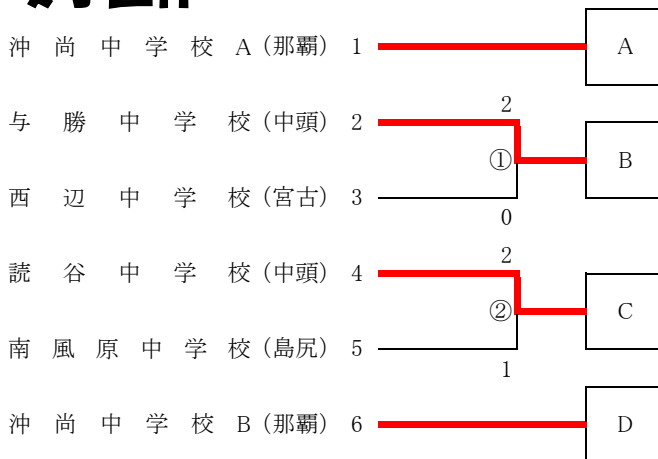 沖尚中学校A(那覇) 1 A
2
与勝中学校(中頭) 2
① B
西辺中学校(宮古) 3
0
2
読谷中学校(中頭) 4
② C
南風原中学校(島尻) 5
1
沖尚中学校B(那覇) 6 D